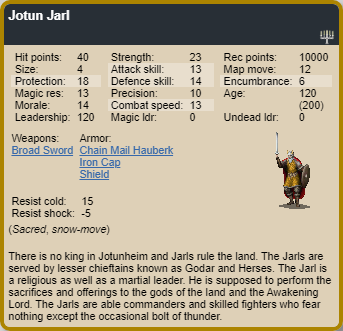 Jotun Jarl
Hit points: 40 Strength: 23 Rec points: 10000
Size: 4 Attack skill: 13 Map move: 12
Protection: 18 Defence skill: 14 Encumbrance: 6
Magic res: 13 Precision: 10 Age: 120
Morale: 14 Combat speed: 13 (200)
Leadership: 120 Magic ldr: 0 Undead ldr: 0
Weapons: Armor:
Broad Sword Chain Mail Hauberk
Iron Cap
Shield
Resist cold: 15
Resist shock: -5
(Sacred, snow-move)
There is no king in Jotunheim and Jarls rule the land. The Jarls are
served by lesser chieftains known as Godar and Herses. The Jarl is
a religious as well as a martial leader. He is supposed to perform the
sacrifices and offerings to the gods of the land and the Awakening
Lord. The Jarls are able commanders and skilled fighters who fear
nothing except the occasional bolt of thunder.